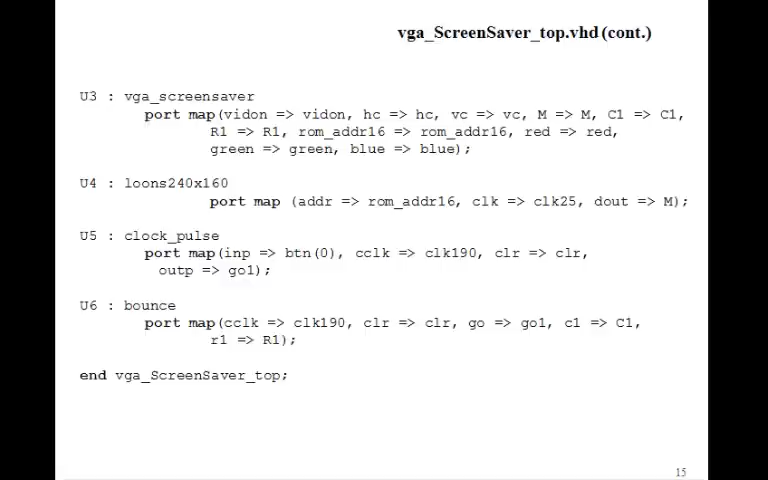 vga_ScreenSaver_top.vhd (cont.)
U3 : vga_screensaver
port map(vidon => vidon, hc => hc, vc => vc, M => M, C1 => C1,
R1 => R1, rom_addr16 => rom_addr16, red => red,
green => green, blue => blue);
U4 : loons240x160
port map (addr => rom_addr16, clk => clk25, dout => M);
U5 : clock_pulse
port map(inp => btn(0), cclk => clk190, clr => clr,
outp => go1);
U6 : bounce
port map(cclk => clk190, clr => clr, go => go1, c1 => C1,
r1 => R1);
end vga_ScreenSaver_top;
15